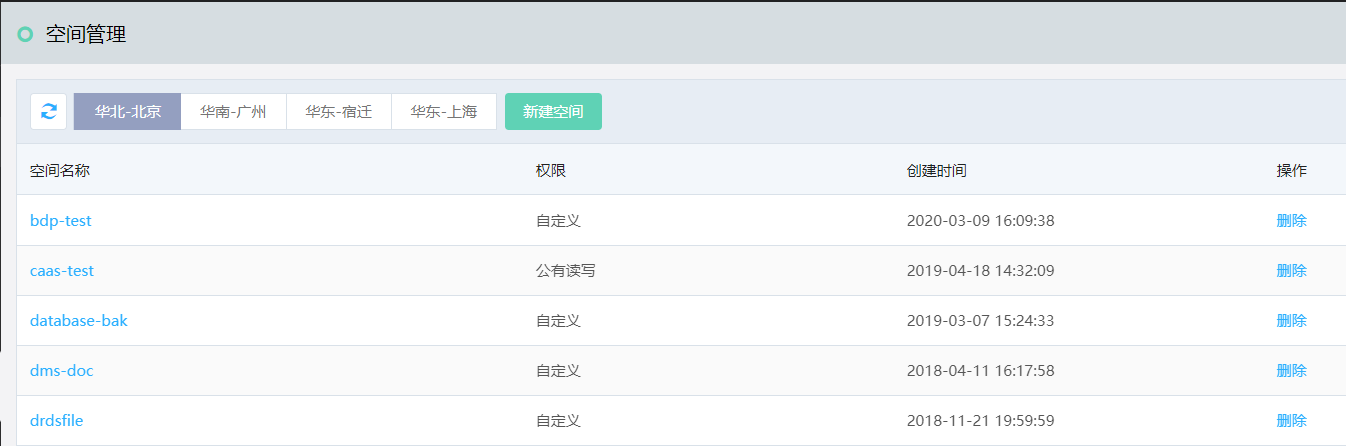 空间管理
华北-北京 华南-广州 华东-宿迁 华东-上海 新建空间
空间名称 权限 创建时间 操作
bdp-test 自定义 2020-03-09 16:09:38 删除
caas-test 公有读写 2019-04-18 14:32:09 删除
database-bak 自定义 2019-03-07 15:24:33 删除
dms-doc 自定义 2018-04-11 16:17:58 删除
drdsfile 自定义 2018-11-21 19:59:59 删除